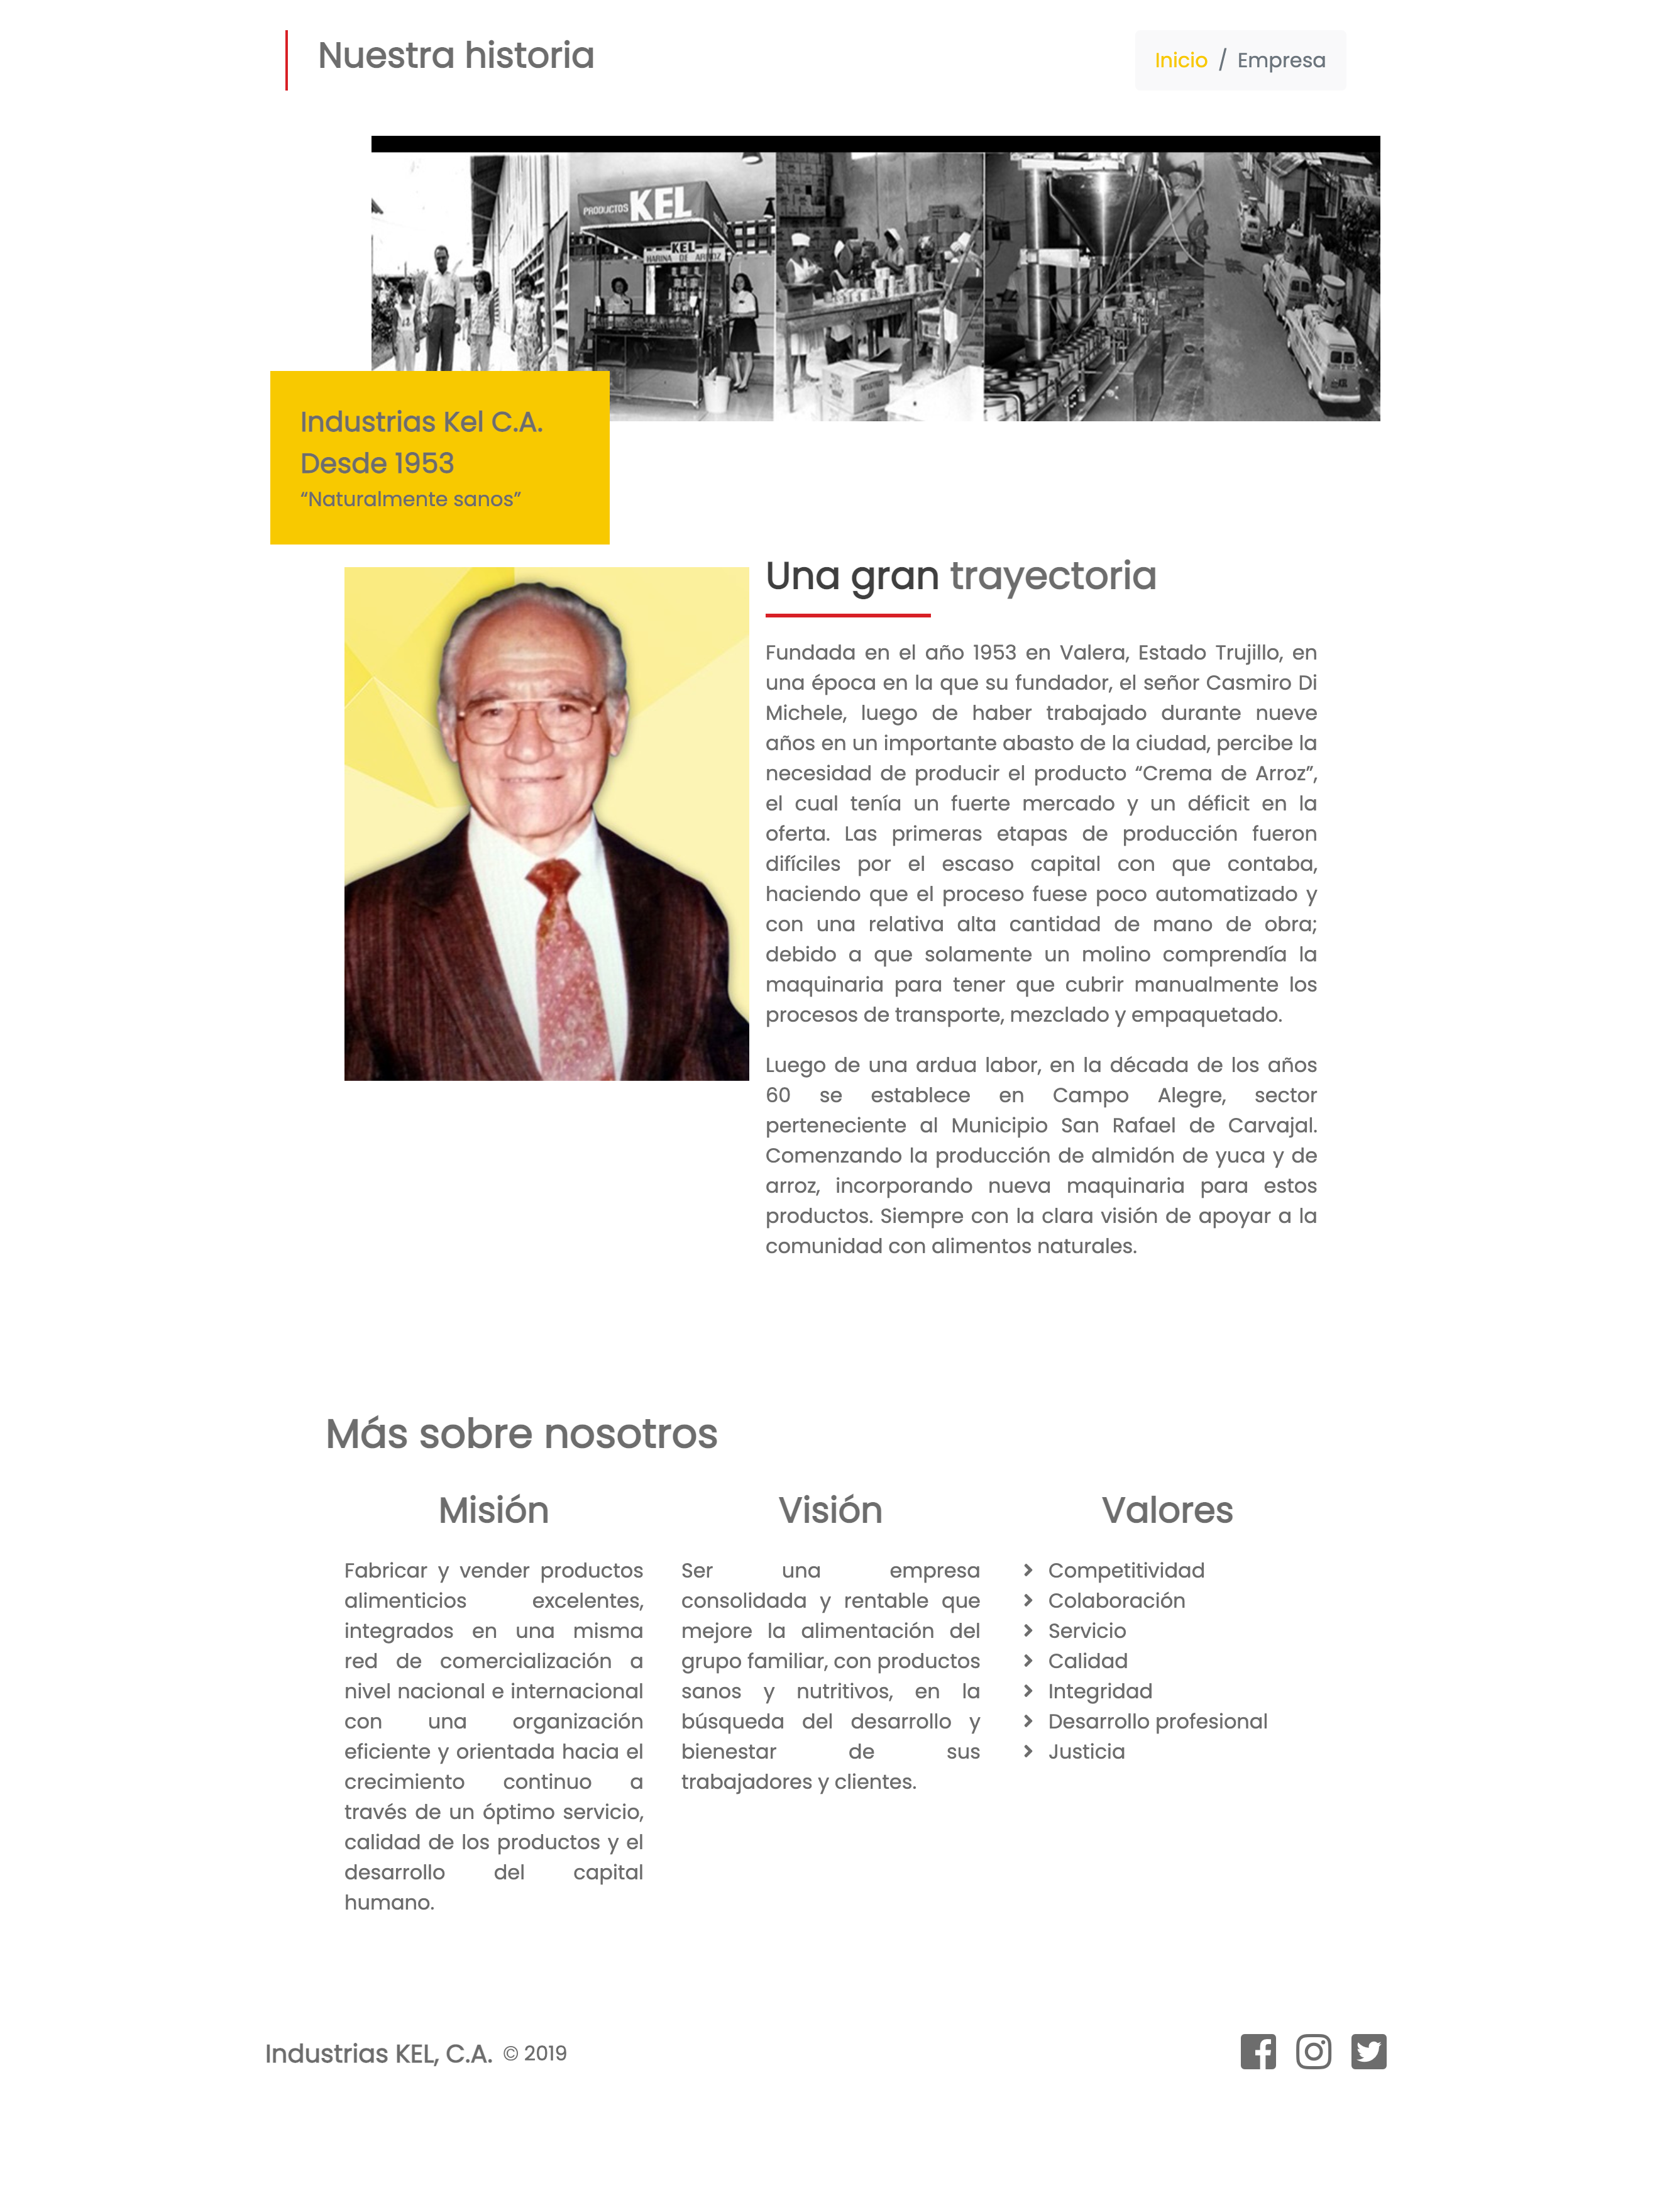 Nuestra historia
Inicio / Empresa
PRODUCTOS KEL
KEL
HARINA DE ARROZ
Industrias Kel C.A.
Desde 1953
“Naturalmente sanos”
Una gran trayectoria
Fundada en el año 1953 en Valera, Estado Trujillo, en
una época en la que su fundador, el señor Casmiro Di
Michele, luego de haber trabajado durante nueve
años en un importante abasto de la ciudad, percibe la
necesidad de producir el producto “Crema de Arroz”,
el cual tenía un fuerte mercado y un déficit en la
oferta. Las primeras etapas de producción fueron
difíciles por el escaso capital con que contaba,
haciendo que el proceso fuese poco automatizado y
con una relativa alta cantidad de mano de obra;
debido a que solamente un molino comprendía la
maquinaria para tener que cubrir manualmente los
procesos de transporte, mezclado y empaquetado.
Luego de una ardua labor, en la década de los años
60 se establece en Campo Alegre, sector
perteneciente al Municipio San Rafael de Carvajal.
Comenzando la producción de almidón de yuca y de
arroz, incorporando nueva maquinaria para estos
productos. Siempre con la clara visión de apoyar a la
comunidad con alimentos naturales.
Más sobre nosotros
Misión
Fabricar y vender productos
alimenticios excelentes,
integrados en una misma
red de comercialización a
nivel nacional e internacional
con una organización
eficiente y orientada hacia el
crecimiento continuo a
través de un óptimo servicio,
calidad de los productos y el
desarrollo del capital
humano.
Visión
Ser una empresa
consolidada y rentable que
mejore la alimentación del
grupo familiar, con productos
sanos y nutritivos, en la
búsqueda del desarrollo y
bienestar de sus
trabajadores y clientes.
Valores
Competitividad
Colaboración
Servicio
Calidad
Integridad
Desarrollo profesional
Justicia
Industrias KEL, C.A. © 2019